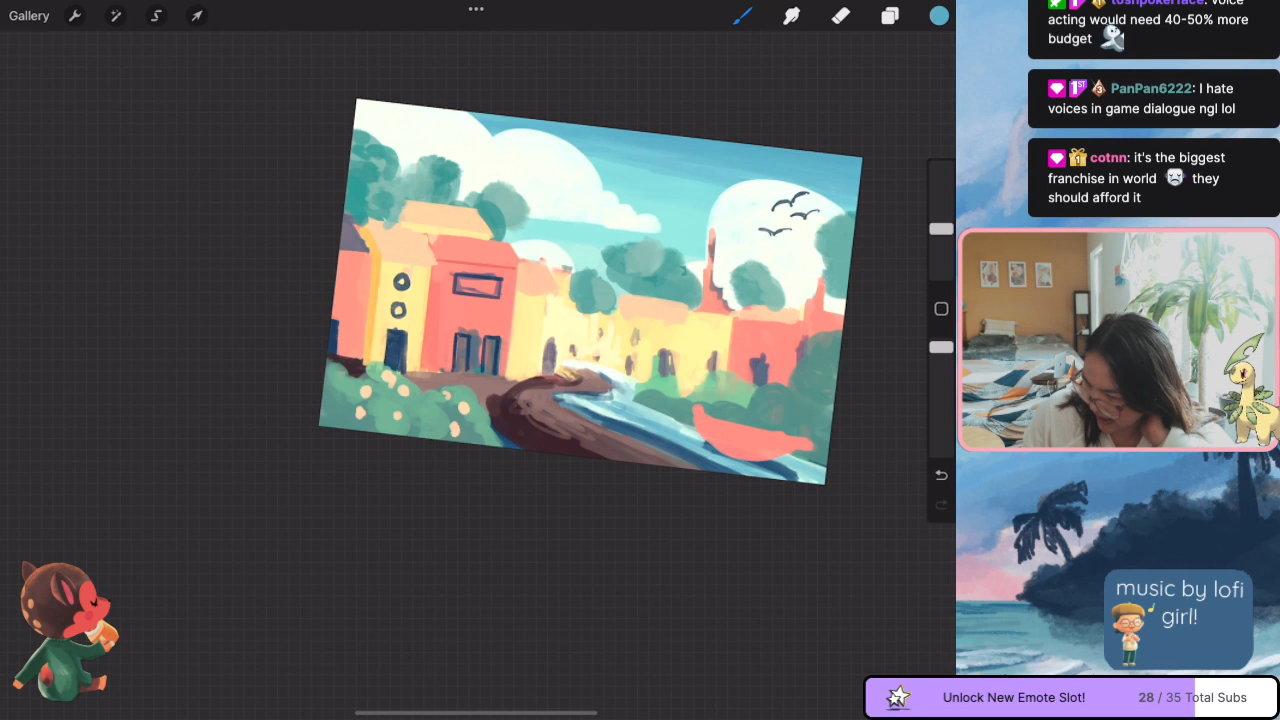 Gallery
toshpokerface: voice
acting would need 40-50% more
budget
PanPan6222: I hate
voices in game dialogue ngl lol
cotnn: it's the biggest
franchise in world they
should afford it
music by lofi
girl!
Unlock New Emote Slot! 28 / 35 Total Subs